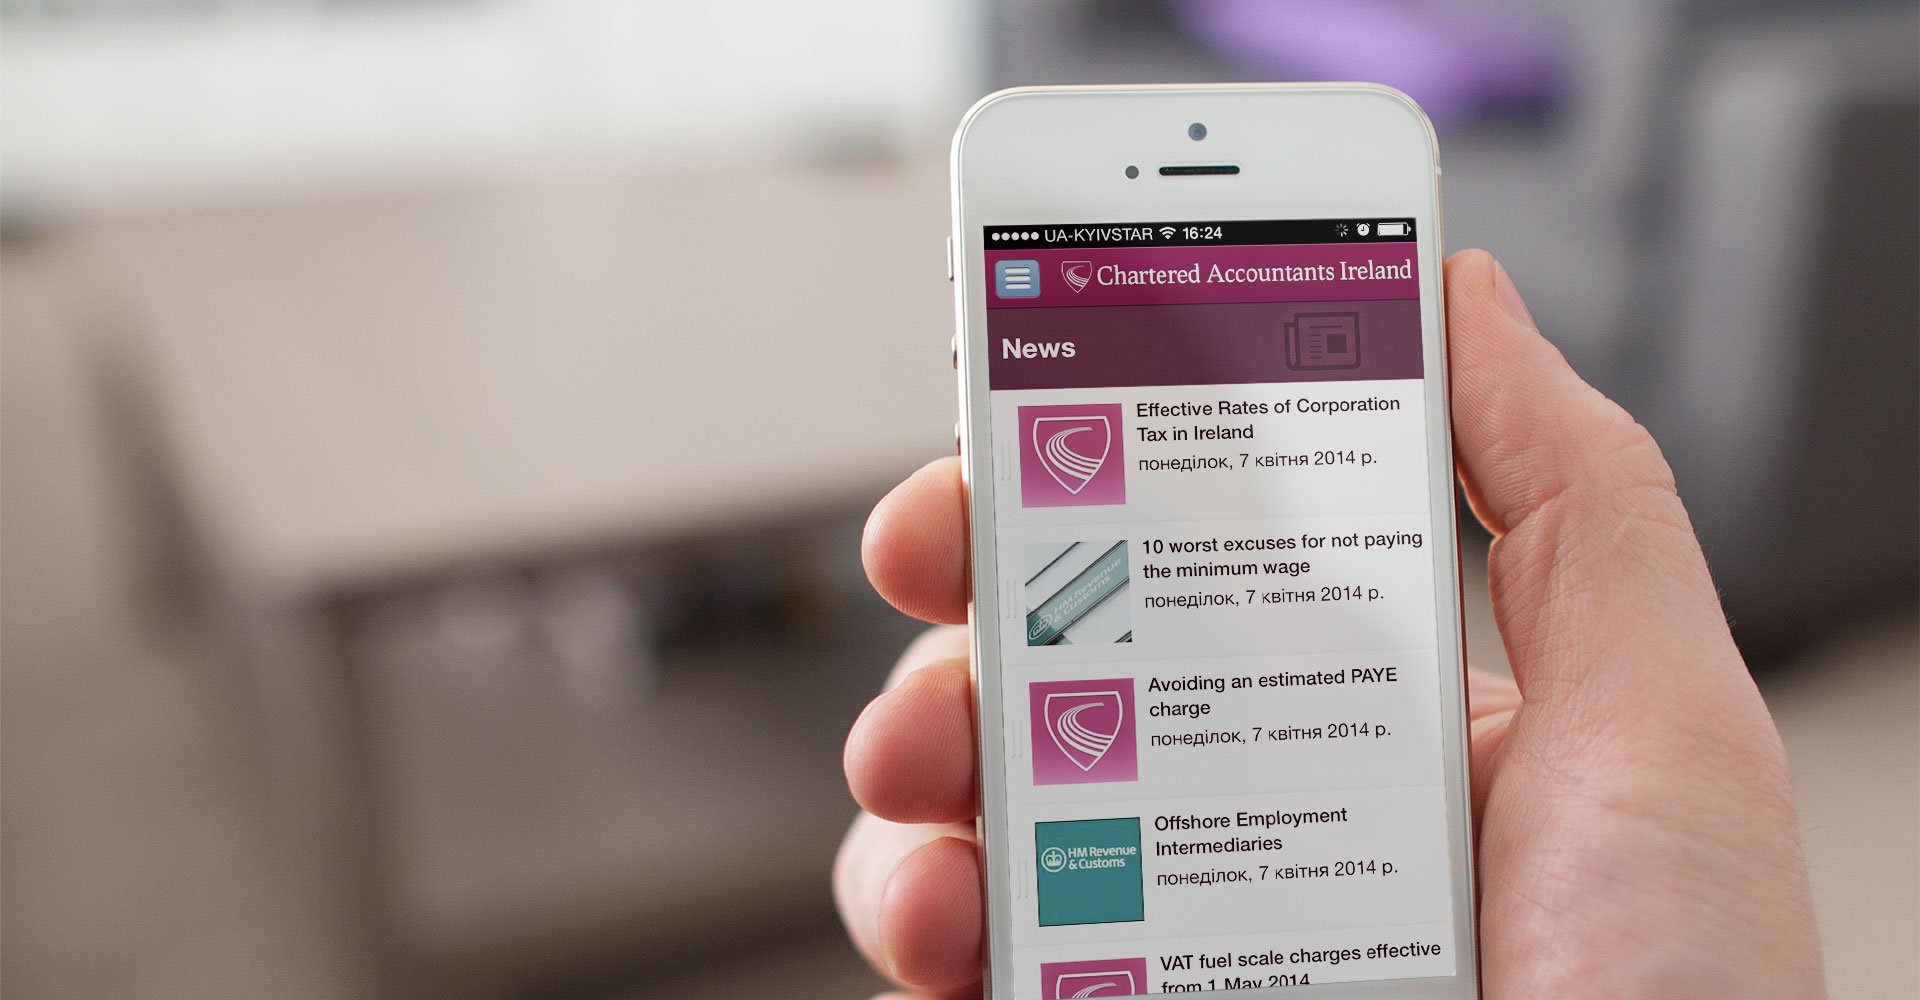 UA-KYIVSTAR 16:24
Chartered Accountants Ireland
News
Effective Rates of Corporation
Tax in Ireland
понеділок, 7 квітня 2014 р.
HM Revenue
& Customs
10 worst excuses for not paying
the minimum wage
понеділок, 7 квітня 2014 р.
Avoiding an estimated PAYE
charge
понеділок, 7 квітня 2014 р.
HM Revenue
& Customs
Offshore Employment
Intermediaries
понеділок, 7 квітня 2014 р.
VAT fuel scale charges effective
from 1 May 2014